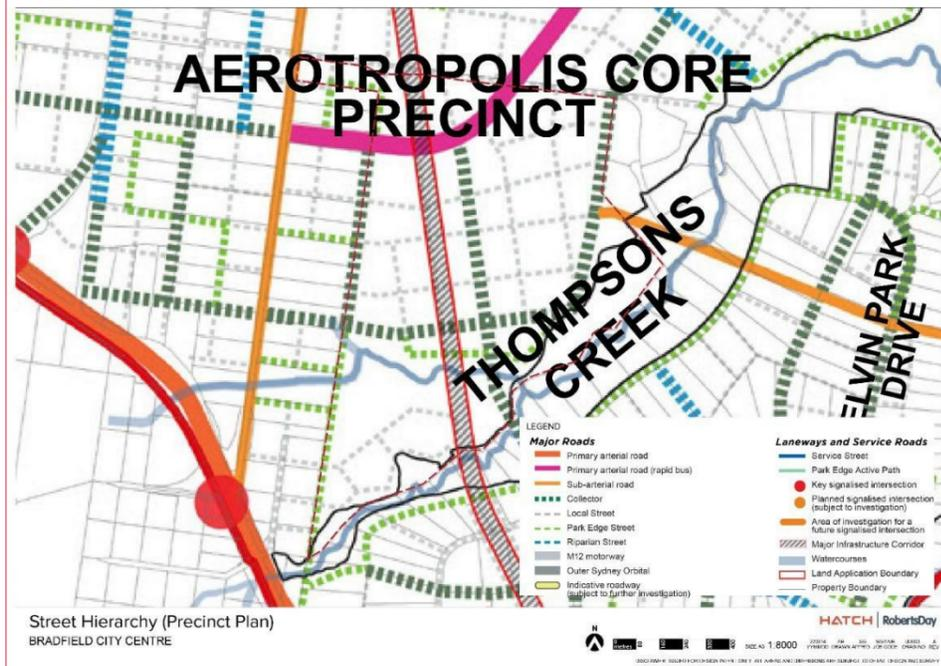 AEROTROPOLIS CORE
PRECINCT
THOMPSONS
CREEK
ELVIN PARK
DRIVE
LEGEND
Major Roads
Primary arterial road
Primary arterial road (rapid bus)
Sub-arterial road
Collector
Local Street
Park Edge Street
Riparian Street
M12 motorway
Outer Sydney Orbital
Indicative roadway
(subject to further investigation)
Laneways and Service Roads
Service Street
Park Edge Active Path
Key signalised intersection
Planned signalised intersection
(subject to investigation)
Area of investigation for a
future signalised intersection
Major Infrastructure Corridor
Watercourses
Land Application Boundary
Property Boundary
Street Hierarchy (Precinct Plan)
BRADFIELD CITY CENTRE
HATCH | RobertsDay
N
1:8000